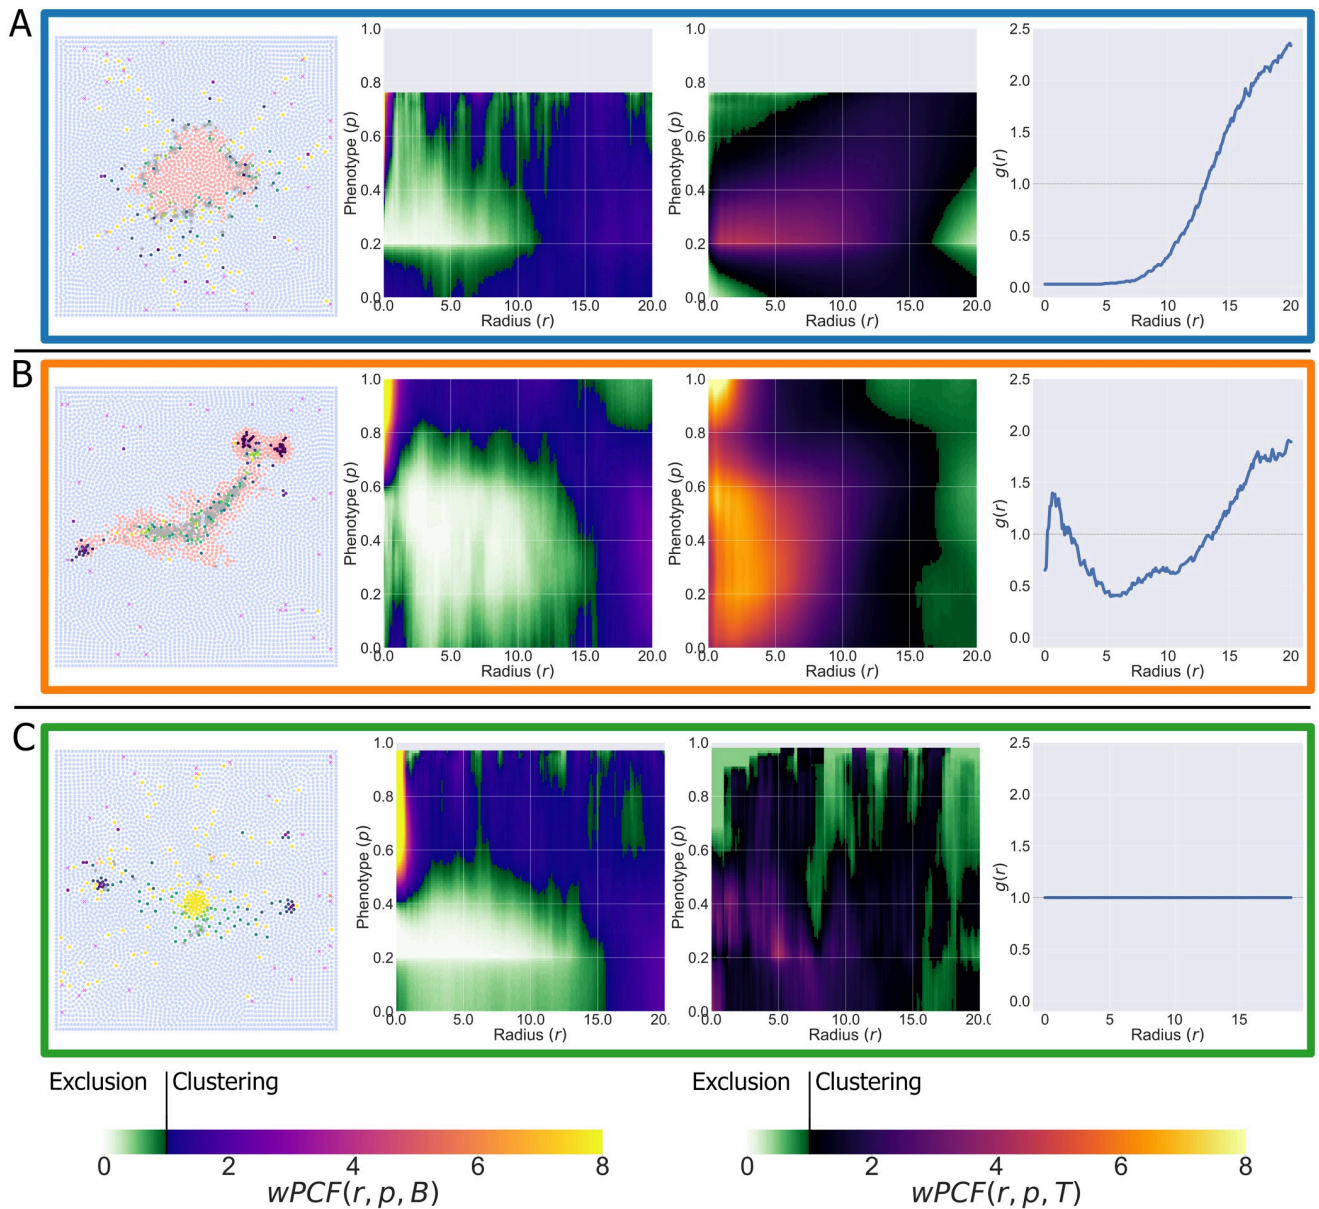 A
1.0
0.8
0.6
0.4
0.2
0.0
Phenotype (p)
0.0 5.0 10.0 15.0 20.0
Radius (r)
1.0
0.8
0.6
0.4
0.2
0.0
Phenotype (p)
0.0 5.0 10.0 15.0 20.0
Radius (r)
2.5
2.0
1.5
1.0
0.5
0.0
g(r)
0 5 10 15 20
Radius (r)
B
1.0
0.8
0.6
0.4
0.2
0.0
Phenotype (p)
0.0 5.0 10.0 15.0 20.0
Radius (r)
1.0
0.8
0.6
0.4
0.2
0.0
Phenotype (p)
0.0 5.0 10.0 15.0 20.0
Radius (r)
2.5
2.0
1.5
1.0
0.5
0.0
g(r)
0 5 10 15 20
Radius (r)
C
1.0
0.8
0.6
0.4
0.2
0.0
Phenotype (p)
0.0 5.0 10.0 15.0 20.
Radius (r)
1.0
0.8
0.6
0.4
0.2
0.0
Phenotype (p)
0.0 5.0 10.0 15.0 20.
Radius (r)
2.5
2.0
1.5
1.0
0.5
0.0
g(r)
0 5 10 15
Radius (r)
Exclusion Clustering
0 2 4 6 8
wPCF(r, p, B)
Exclusion Clustering
0 2 4 6 8
wPCF(r, p, T)